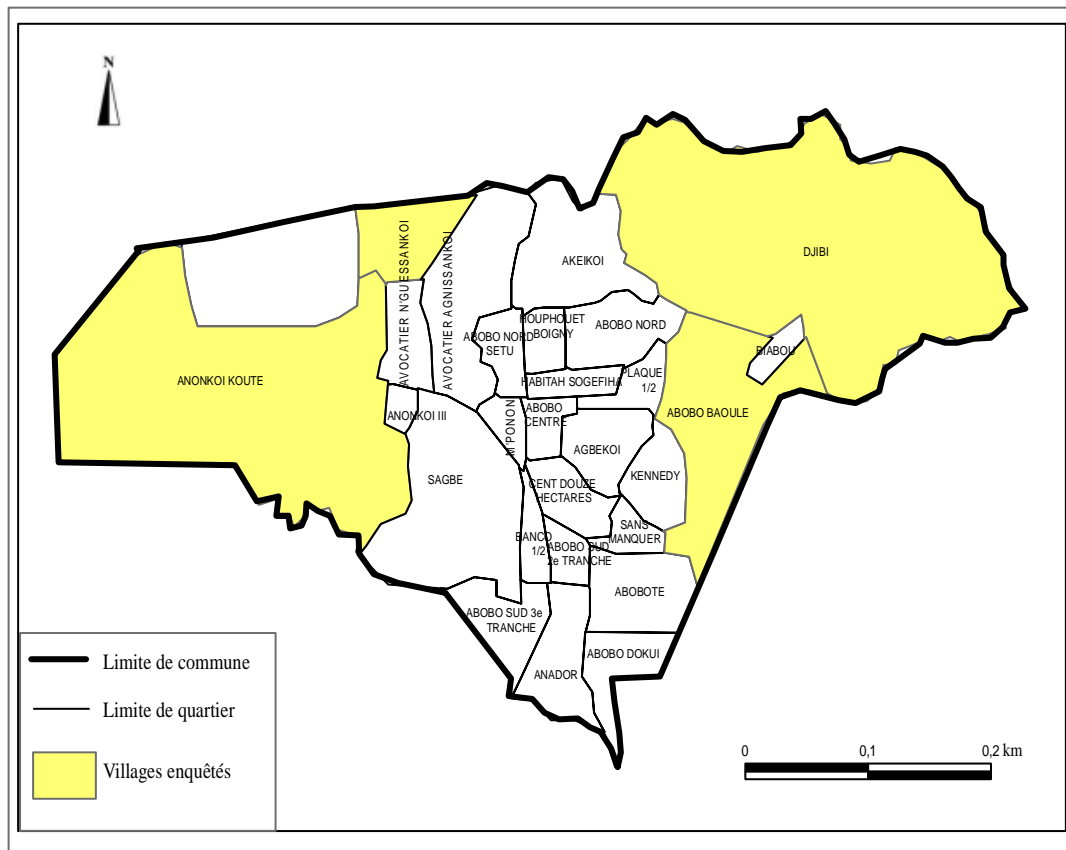 N
DJIBI
AKEIKOI
AVOCATIER N'GUESSANKOI
AVOCATIER AGNISSANKOI
HOUPHOUET
BOIGNY
ABOBO NORD
ABOBO NORD
SETU
BIABOU
PLAQUE
1/2
HABITAH SOGEFIHA
ANONKOI KOUTE
ANONKOI III
M'PONON
ABOBO
CENTRE
ABOBO BAOULE
AGBEKOI
SAGBE
KENNEDY
CENT DOUZE
HECTARES
SANS
MANQUER
BANCO
1/2
ABOBO SUD
2e TRANCHE
ABOBOTE
ABOBO SUD 3e
TRANCHE
ABOBO DOKUI
ANADOR
Limite de commune
Limite de quartier
Villages enquêtés
0 0,1 0,2 km